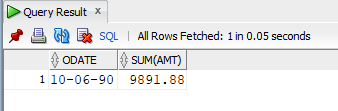 Query Result
SQL | All Rows Fetched: 1 in 0.05 seconds
ODATE SUM(AMT)
1 10-06-90 9891.88